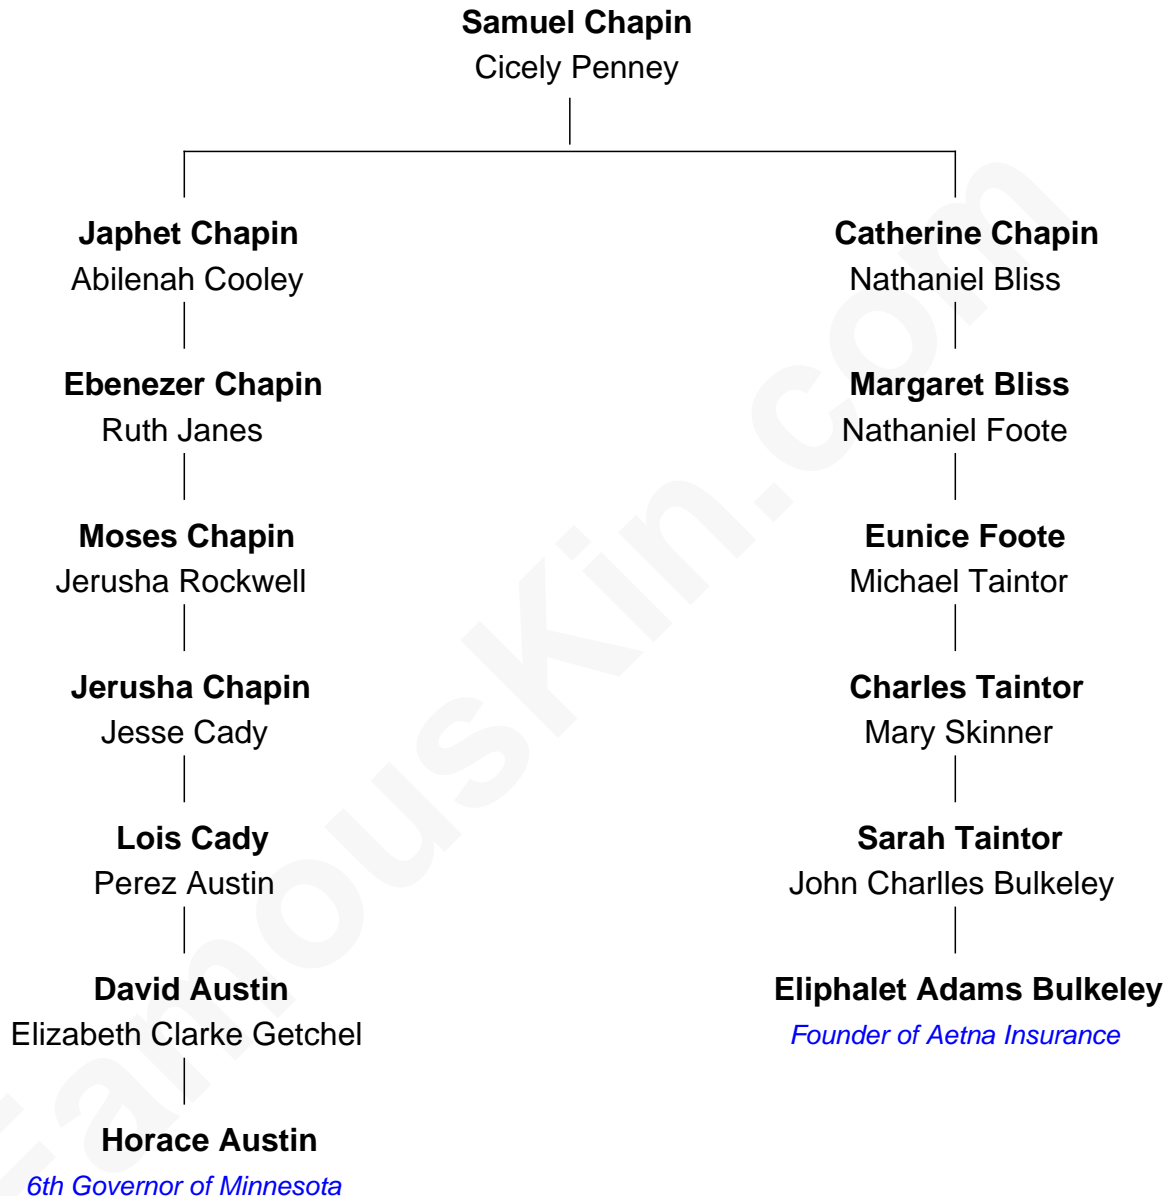 Samuel Chapin
Cicely Penney
Japhet Chapin
Abilenah Cooley
Catherine Chapin
Nathaniel Bliss
Ebenezer Chapin
Ruth Janes
Margaret Bliss
Nathaniel Foote
Moses Chapin
Jerusha Rockwell
Eunice Foote
Michael Taintor
Jerusha Chapin
Jesse Cady
Charles Taintor
Mary Skinner
Lois Cady
Perez Austin
Sarah Taintor
John Charlles Bulkeley
David Austin
Elizabeth Clarke Getchel
Eliphalet Adams Bulkeley
Founder of Aetna Insurance
Horace Austin
6th Governor of Minnesota
FamousKin.com